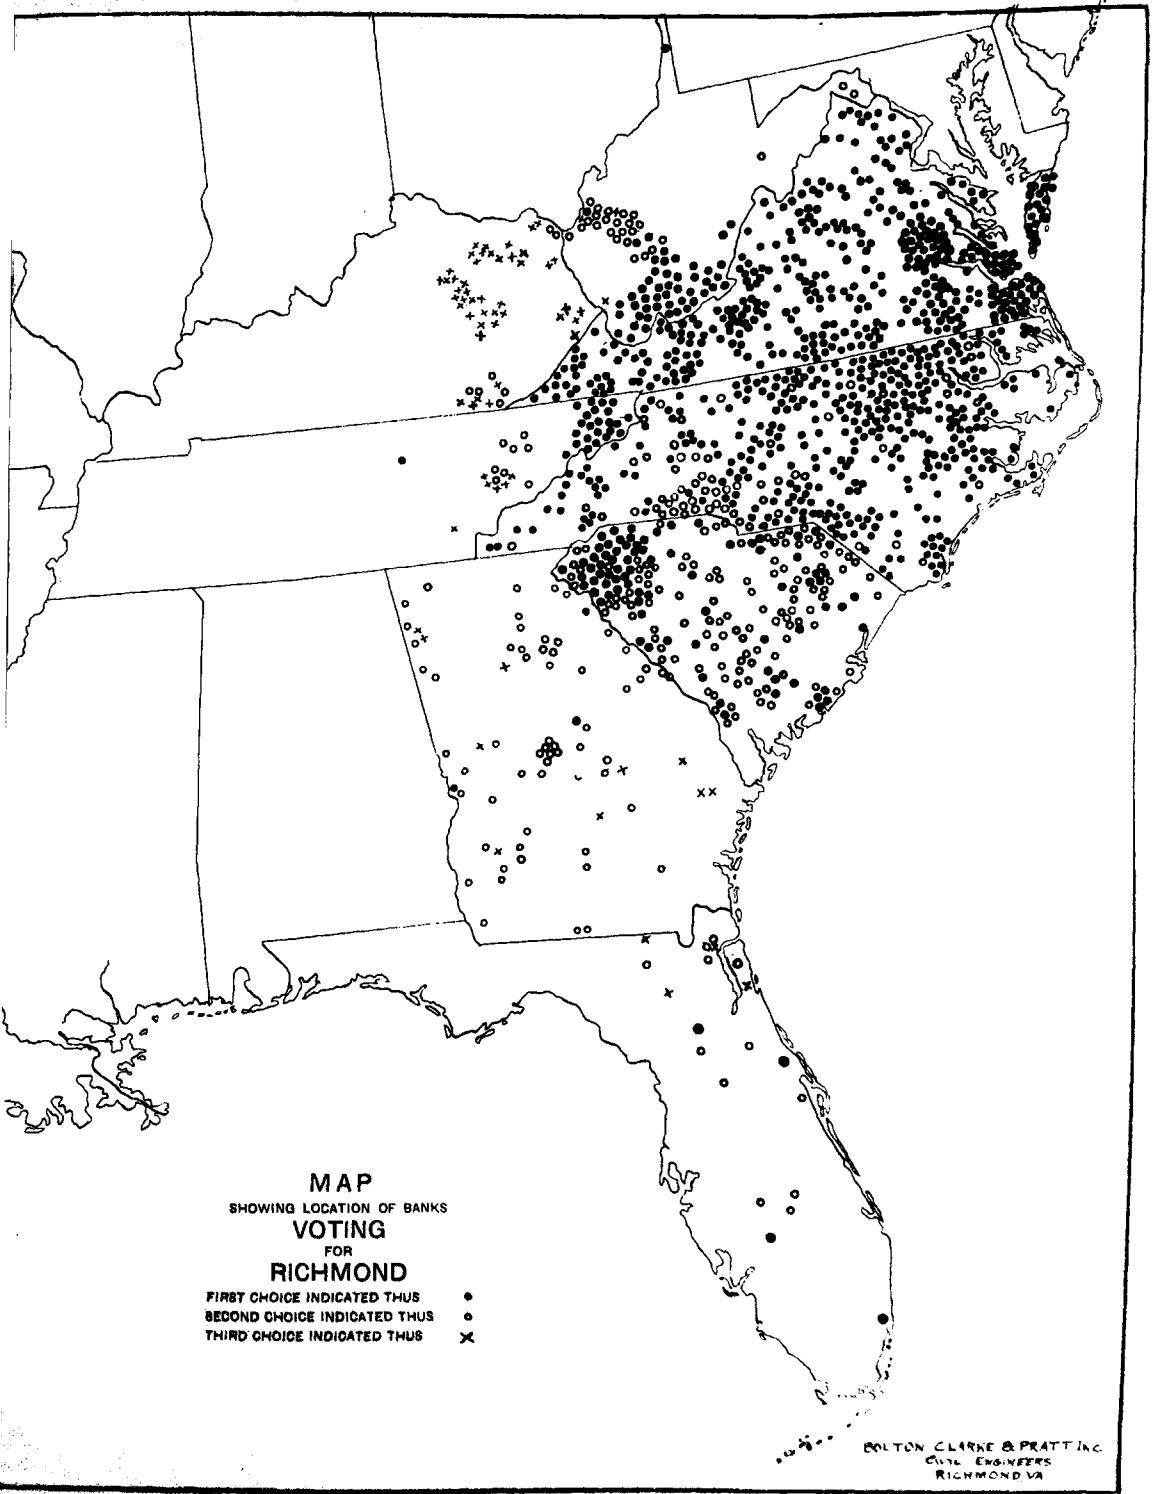 MAP
SHOWING LOCATION OF BANKS
VOTING
FOR
RICHMOND
FIRST CHOICE INDICATED THUS ●
SECOND CHOICE INDICATED THUS o
THIRD CHOICE INDICATED THUS x
BOLTON CLARKE & PRATT INC
CIVIL ENGINEERS
RICHMOND VA